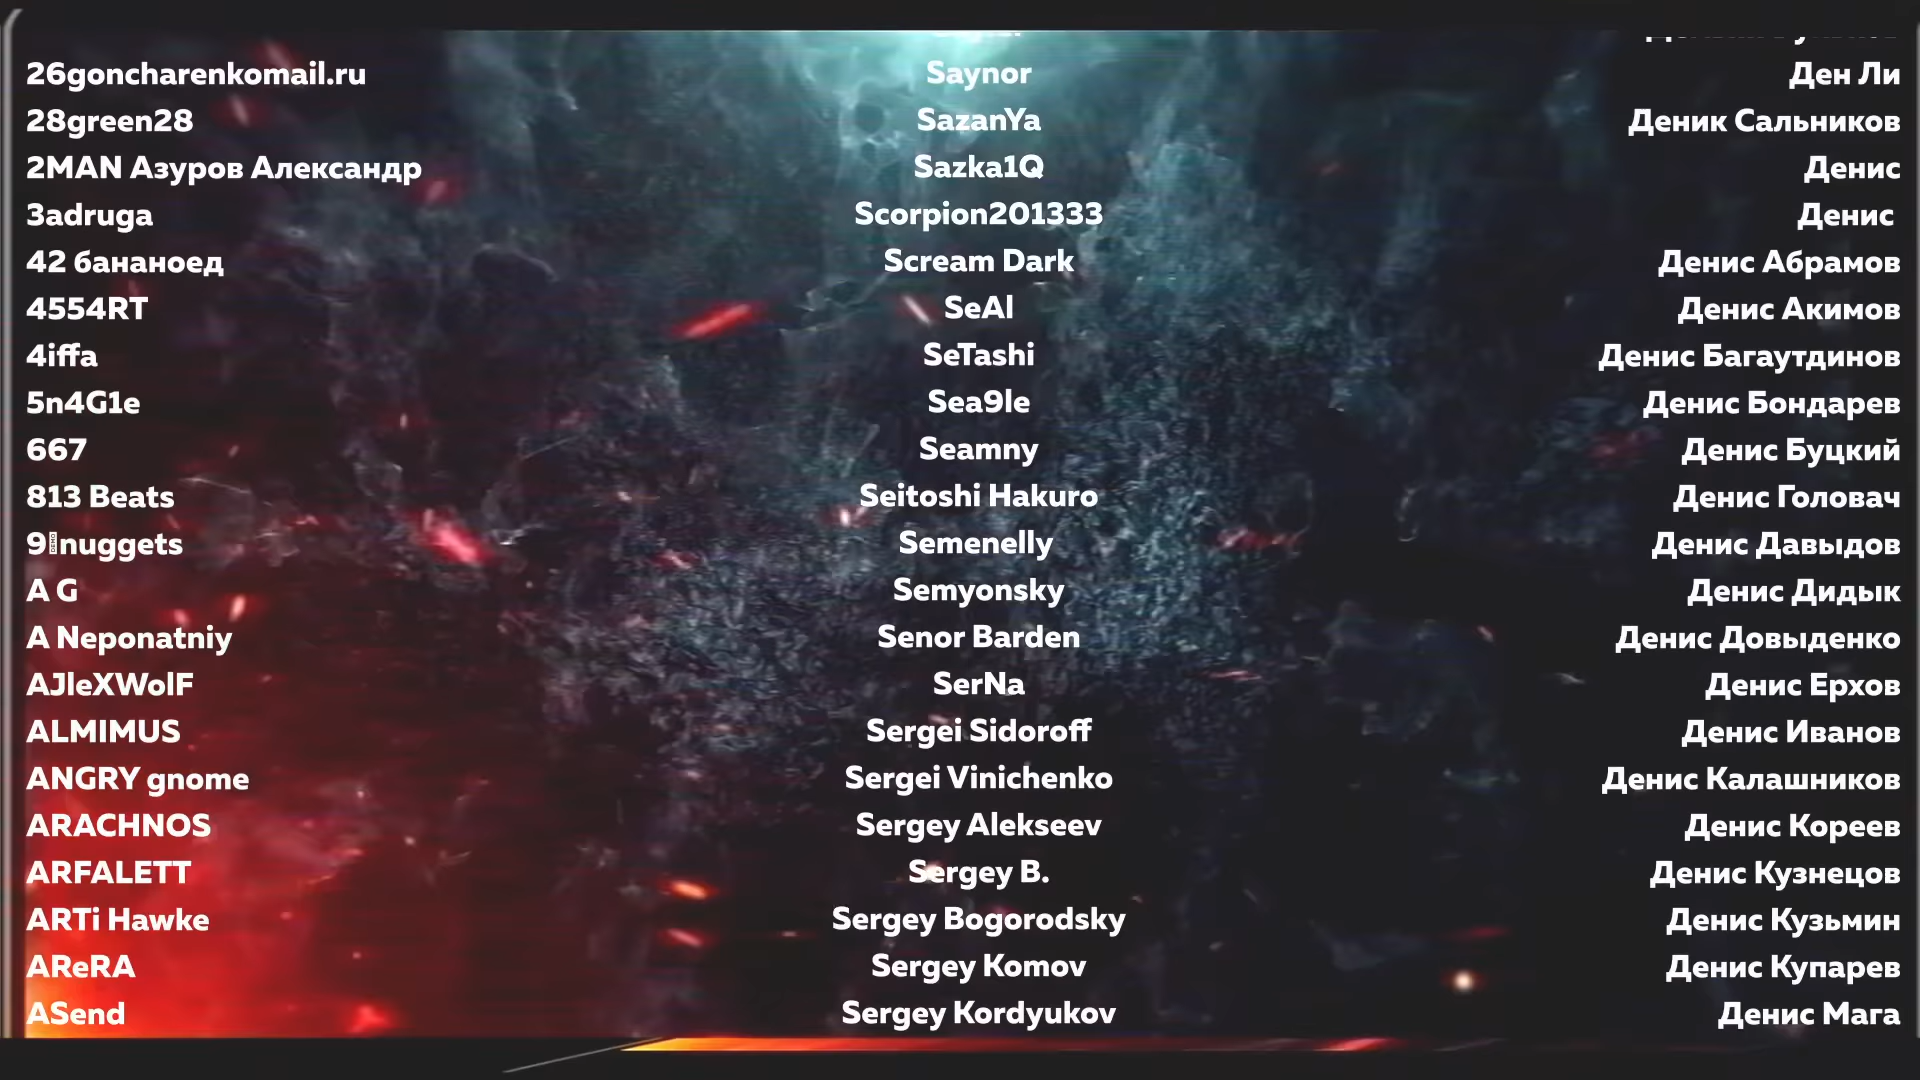 26goncharenkomail.ru
28green28
2MAN Азуров Александр
3adruga
42 бананоед
4554RT
4iffa
5n4G1e
667
813 Beats
9 nuggets
A G
A Neponatniy
AJleXWolF
ALMIMUS
ANGRY gnome
ARACHNOS
ARFALETT
ARTi Hawke
AReRA
ASend
Saynor
SazanYa
Sazka1Q
Scorpion201333
Scream Dark
SeAl
SeTashi
Sea9le
Seamny
Seitoshi Hakuro
Semenelly
Semyonsky
Senor Barden
SerNa
Sergei Sidoroff
Sergei Vinichenko
Sergey Alekseev
Sergey B.
Sergey Bogorodsky
Sergey Komov
Sergey Kordyukov
Ден Ли
Деник Сальников
Денис
Денис
Денис Абрамов
Денис Акимов
Денис Багаутдинов
Денис Бондарев
Денис Буцкий
Денис Головач
Денис Давыдов
Денис Дидык
Денис Довыденко
Денис Ерхов
Денис Иванов
Денис Калашников
Денис Кореев
Денис Кузнецов
Денис Кузьмин
Денис Купарев
Денис Мага